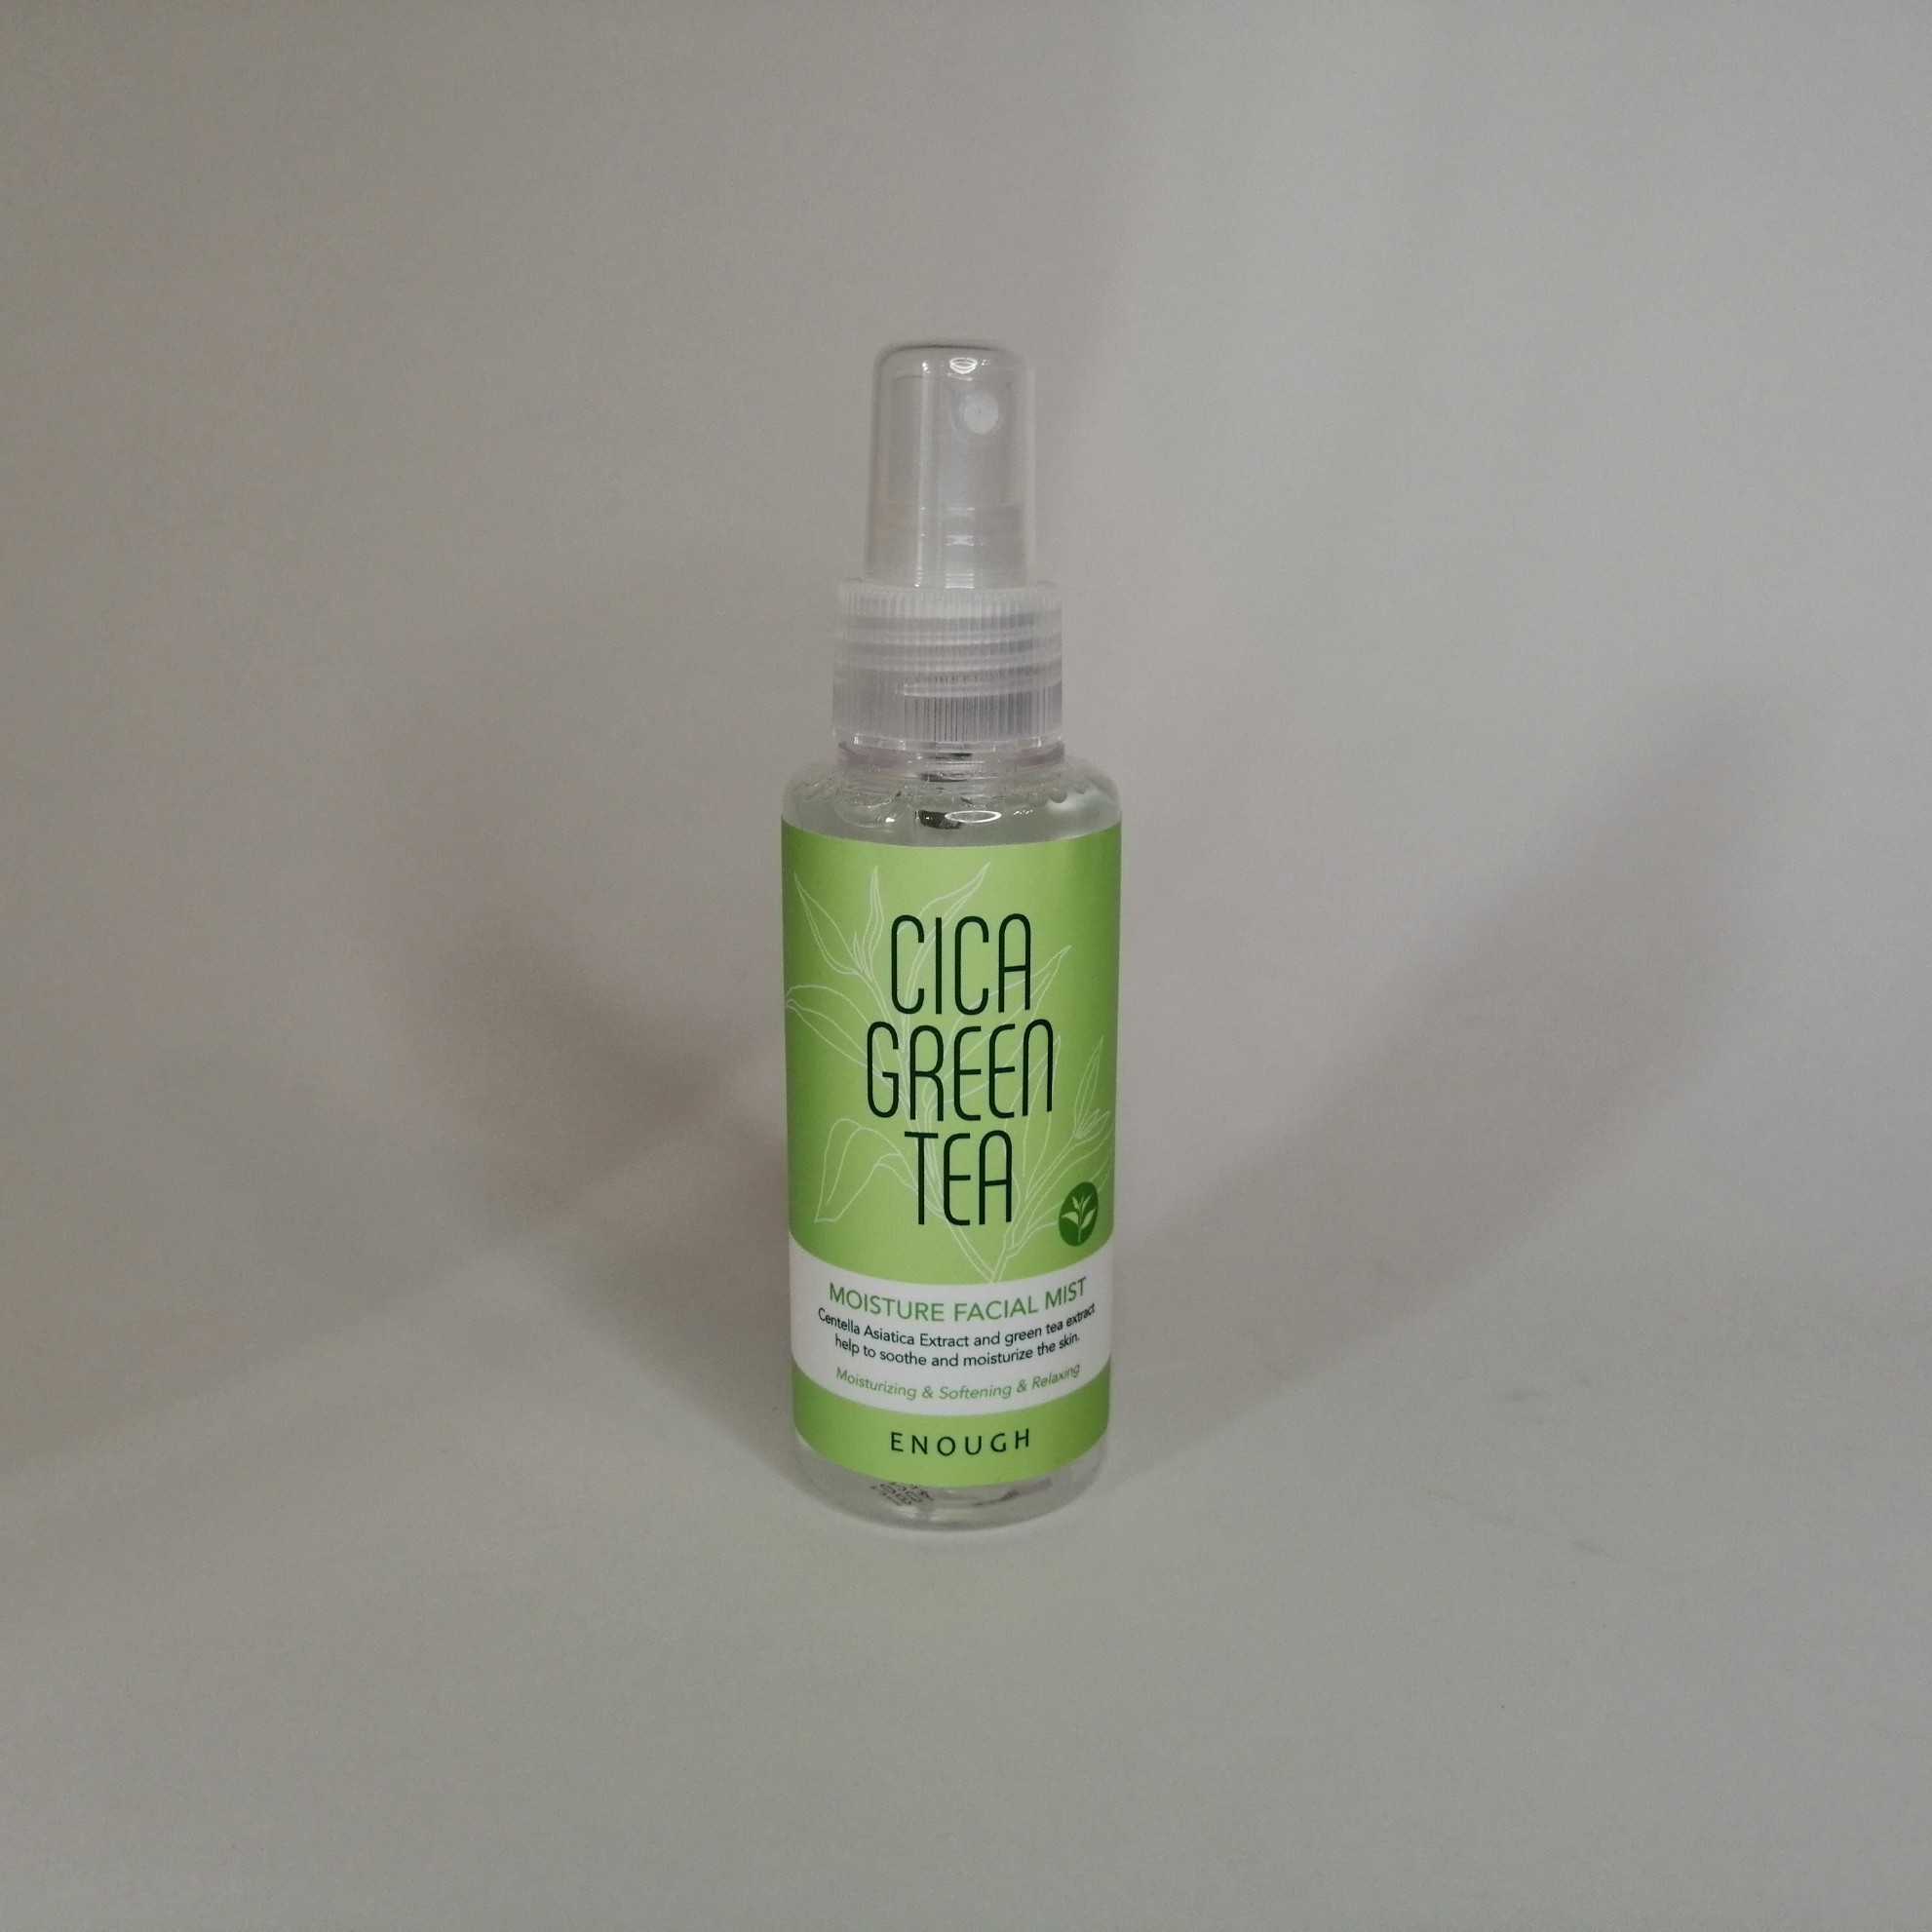 CICA
GREEN
TEA
MOISTURE FACIAL MIST
Centella Asiatica Extract and green tea extract
help to soothe and moisturize the skin.
Moisturizing & Softening & Relaxing
ENOUGH